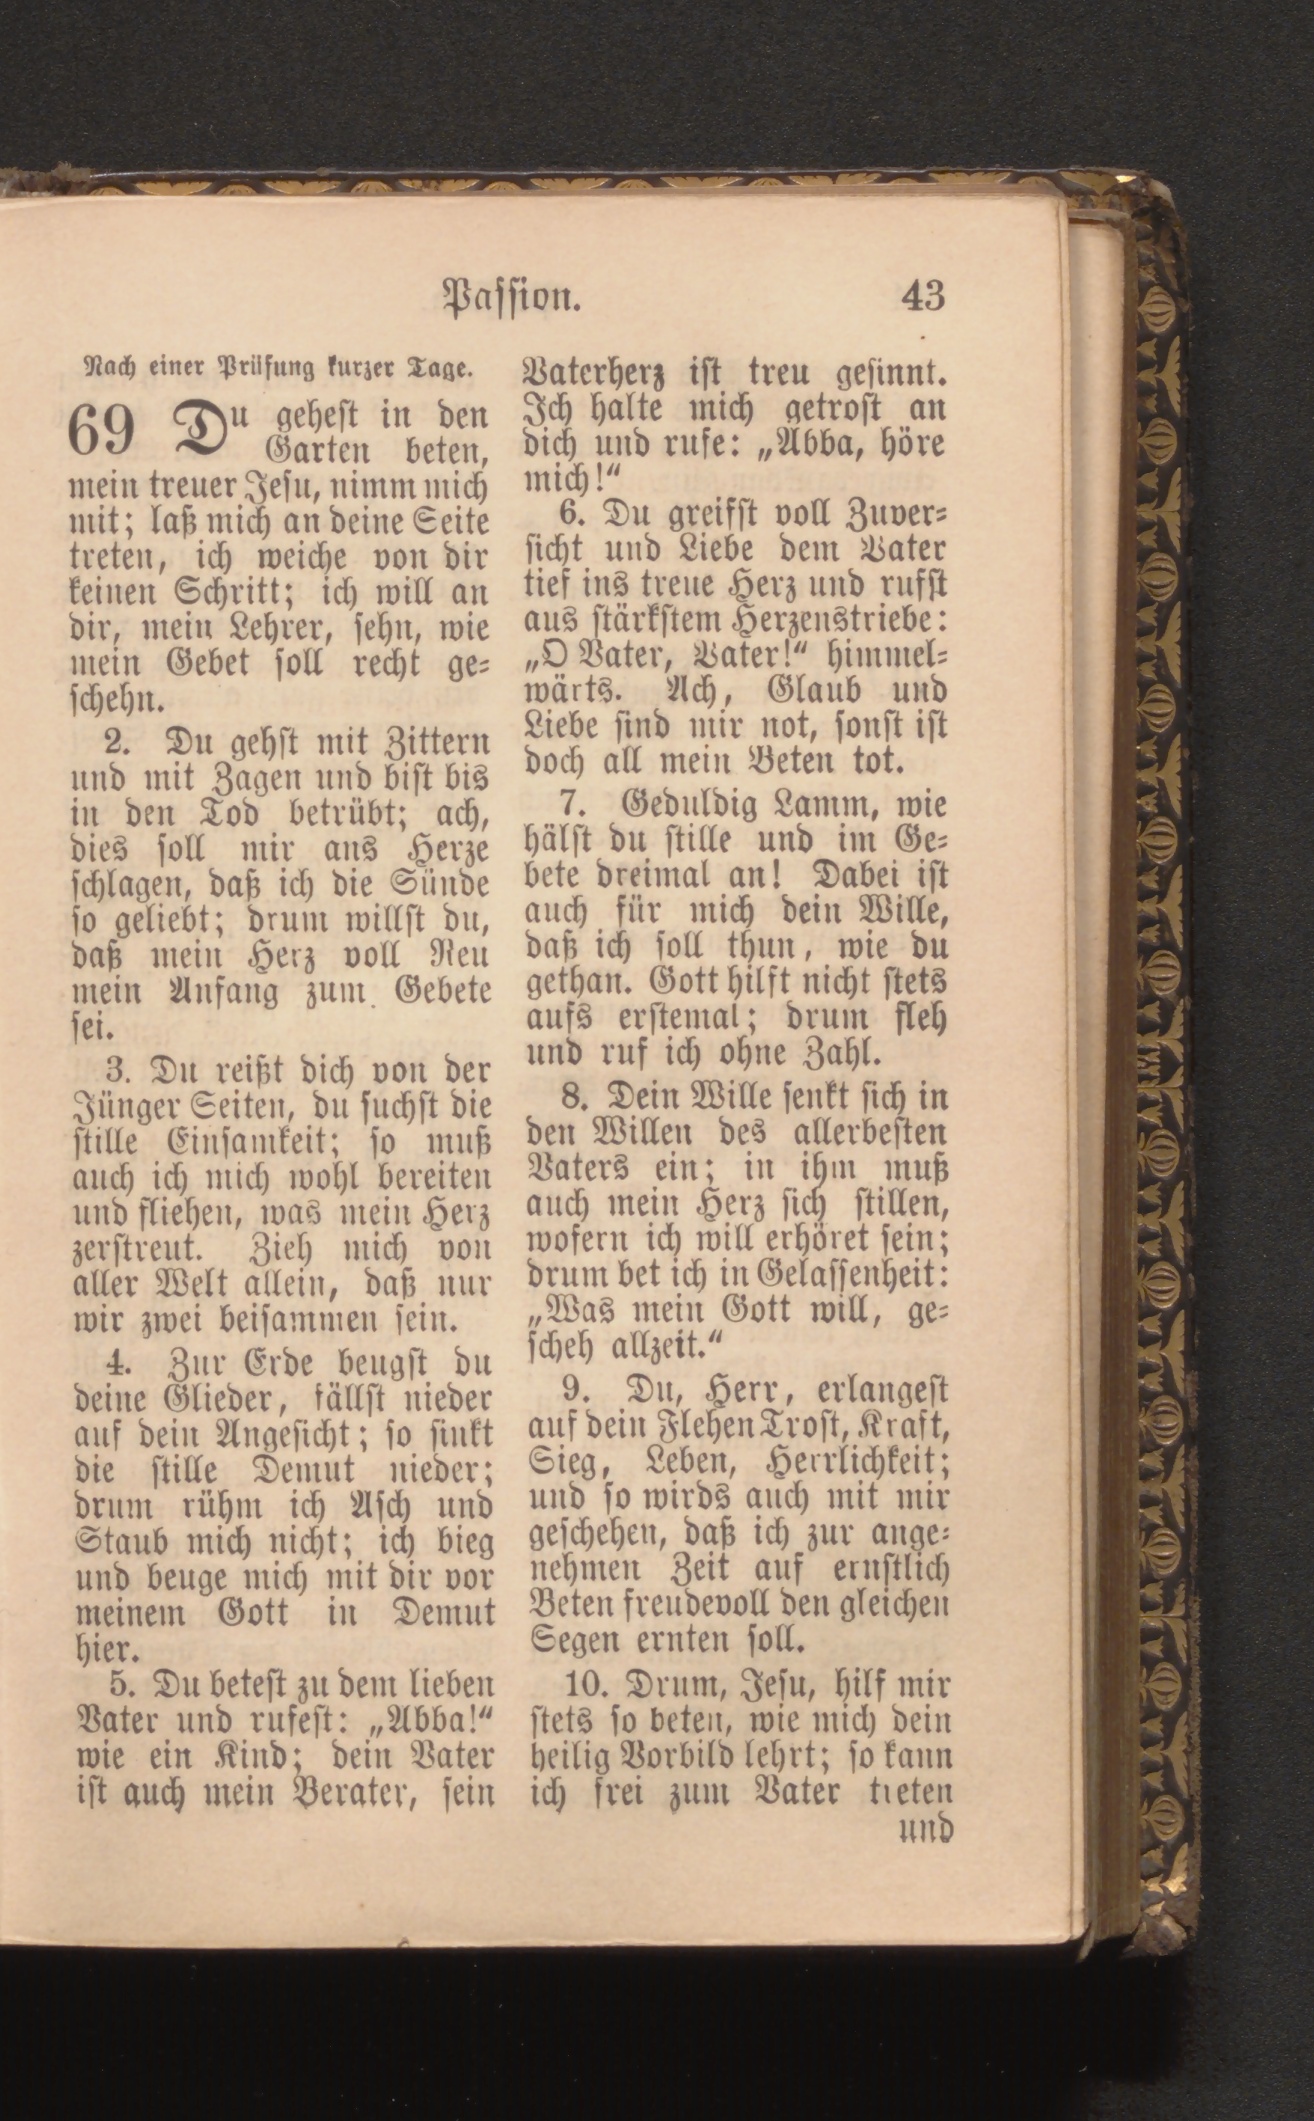 Passion. 43
Nach einer Prüfung kurzer Tage.
69 Du gehest in den
Garten beten,
mein treuer Jesu, nimm mich
mit; laß mich an deine Seite
treten, ich weiche von dir
keinen Schritt; ich will an
dir, mein Lehrer, sehn, wie
mein Gebet soll recht ge-
schehn.
2. Du gehst mit Zittern
und mit Zagen und bist bis
in den Tod betrübt; ach,
dies soll mir ans Herze
schlagen, daß ich die Sünde
so geliebt; drum willst du,
daß mein Herz voll Reu
mein Anfang zum Gebete
sei.
3. Du reißt dich von der
Jünger Seiten, du suchst die
stille Einsamkeit; so muß
auch ich mich wohl bereiten
und fliehen, was mein Herz
zerstreut. Zieh mich von
aller Welt allein, daß nur
wir zwei beisammen sein.
4. Zur Erde beugst du
deine Glieder, fällst nieder
auf dein Angesicht; so sinkt
die stille Demut nieder;
drum rühm ich Asch und
Staub mich nicht; ich bieg
und beuge mich mit dir vor
meinem Gott in Demut
hier.
5. Du betest zu dem lieben
Vater und rufest: „Abba!“
wie ein Kind; dein Vater
ist auch mein Berater, sein
Vaterherz ist treu gesinnt.
Ich halte mich getrost an
dich und rufe: „Abba, höre
mich!“
6. Du greifst voll Zuver-
sicht und Liebe dem Vater
tief ins treue Herz und rufst
aus stärkstem Herzenstriebe:
„O Vater, Vater!“ himmel-
wärts. Ach, Glaub und
Liebe sind mir not, sonst ist
doch all mein Beten tot.
7. Geduldig Lamm, wie
hälst du stille und im Ge-
bete dreimal an! Dabei ist
auch für mich dein Wille,
daß ich soll thun, wie du
gethan. Gott hilft nicht stets
aufs erstemal; drum fleh
und ruf ich ohne Zahl.
8. Dein Wille senkt sich in
den Willen des allerbesten
Vaters ein; in ihm muß
auch mein Herz sich stillen,
wofern ich will erhöret sein;
drum bet ich in Gelassenheit:
„Was mein Gott will, ge-
scheh allzeit.“
9. Du, Herr, erlangest
auf dein Flehen Trost, Kraft,
Sieg, Leben, Herrlichkeit;
und so wirds auch mit mir
geschehen, daß ich zur ange-
nehmen Zeit auf ernstlich
Beten freudevoll den gleichen
Segen ernten soll.
10. Drum, Jesu, hilf mir
stets so beten, wie mich dein
heilig Vorbild lehrt; so kann
ich frei zum Vater treten
und